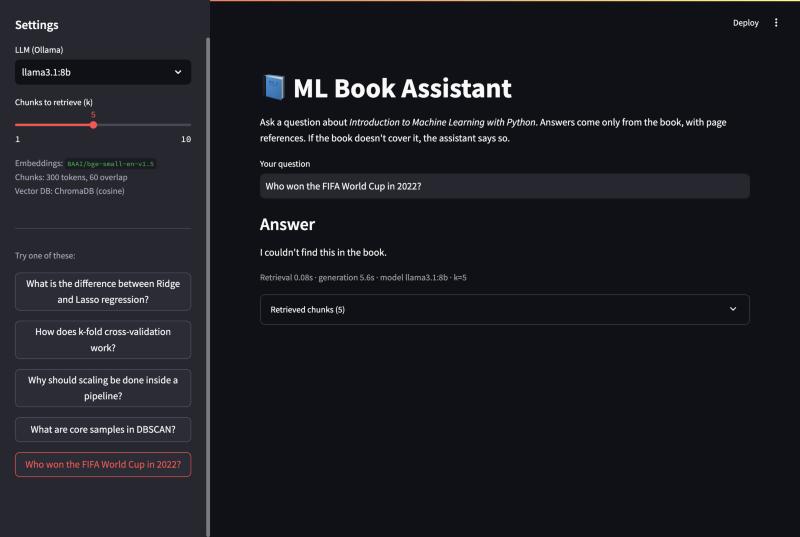 Settings
LLM (Ollama)
llama3.1:8b
Chunks to retrieve (k)
5
1 10
Embeddings: BAAI/bge-small-en-v1.5
Chunks: 300 tokens, 60 overlap
Vector DB: ChromaDB (cosine)
Try one of these:
What is the difference between Ridge
and Lasso regression?
How does k-fold cross-validation
work?
Why should scaling be done inside a
pipeline?
What are core samples in DBSCAN?
Who won the FIFA World Cup in 2022?
Deploy
ML Book Assistant
Ask a question about Introduction to Machine Learning with Python. Answers come only from the book, with page
references. If the book doesn't cover it, the assistant says so.
Your question
Who won the FIFA World Cup in 2022?
Answer
I couldn't find this in the book.
Retrieval 0.08s · generation 5.6s · model llama3.1:8b · k=5
Retrieved chunks (5)